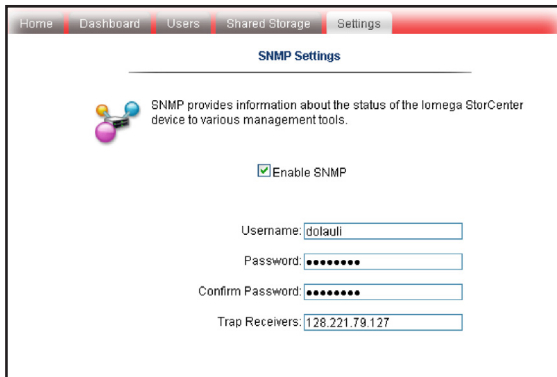 Home Dashboard Users Shared Storage Settings
SNMP Settings
SNMP provides information about the status of the Iomega StorCenter
device to various management tools.
Enable SNMP
Username: dolauli
Password: ●●●●●●●●
Confirm Password: ●●●●●●●●
Trap Receivers: 128.221.79.127